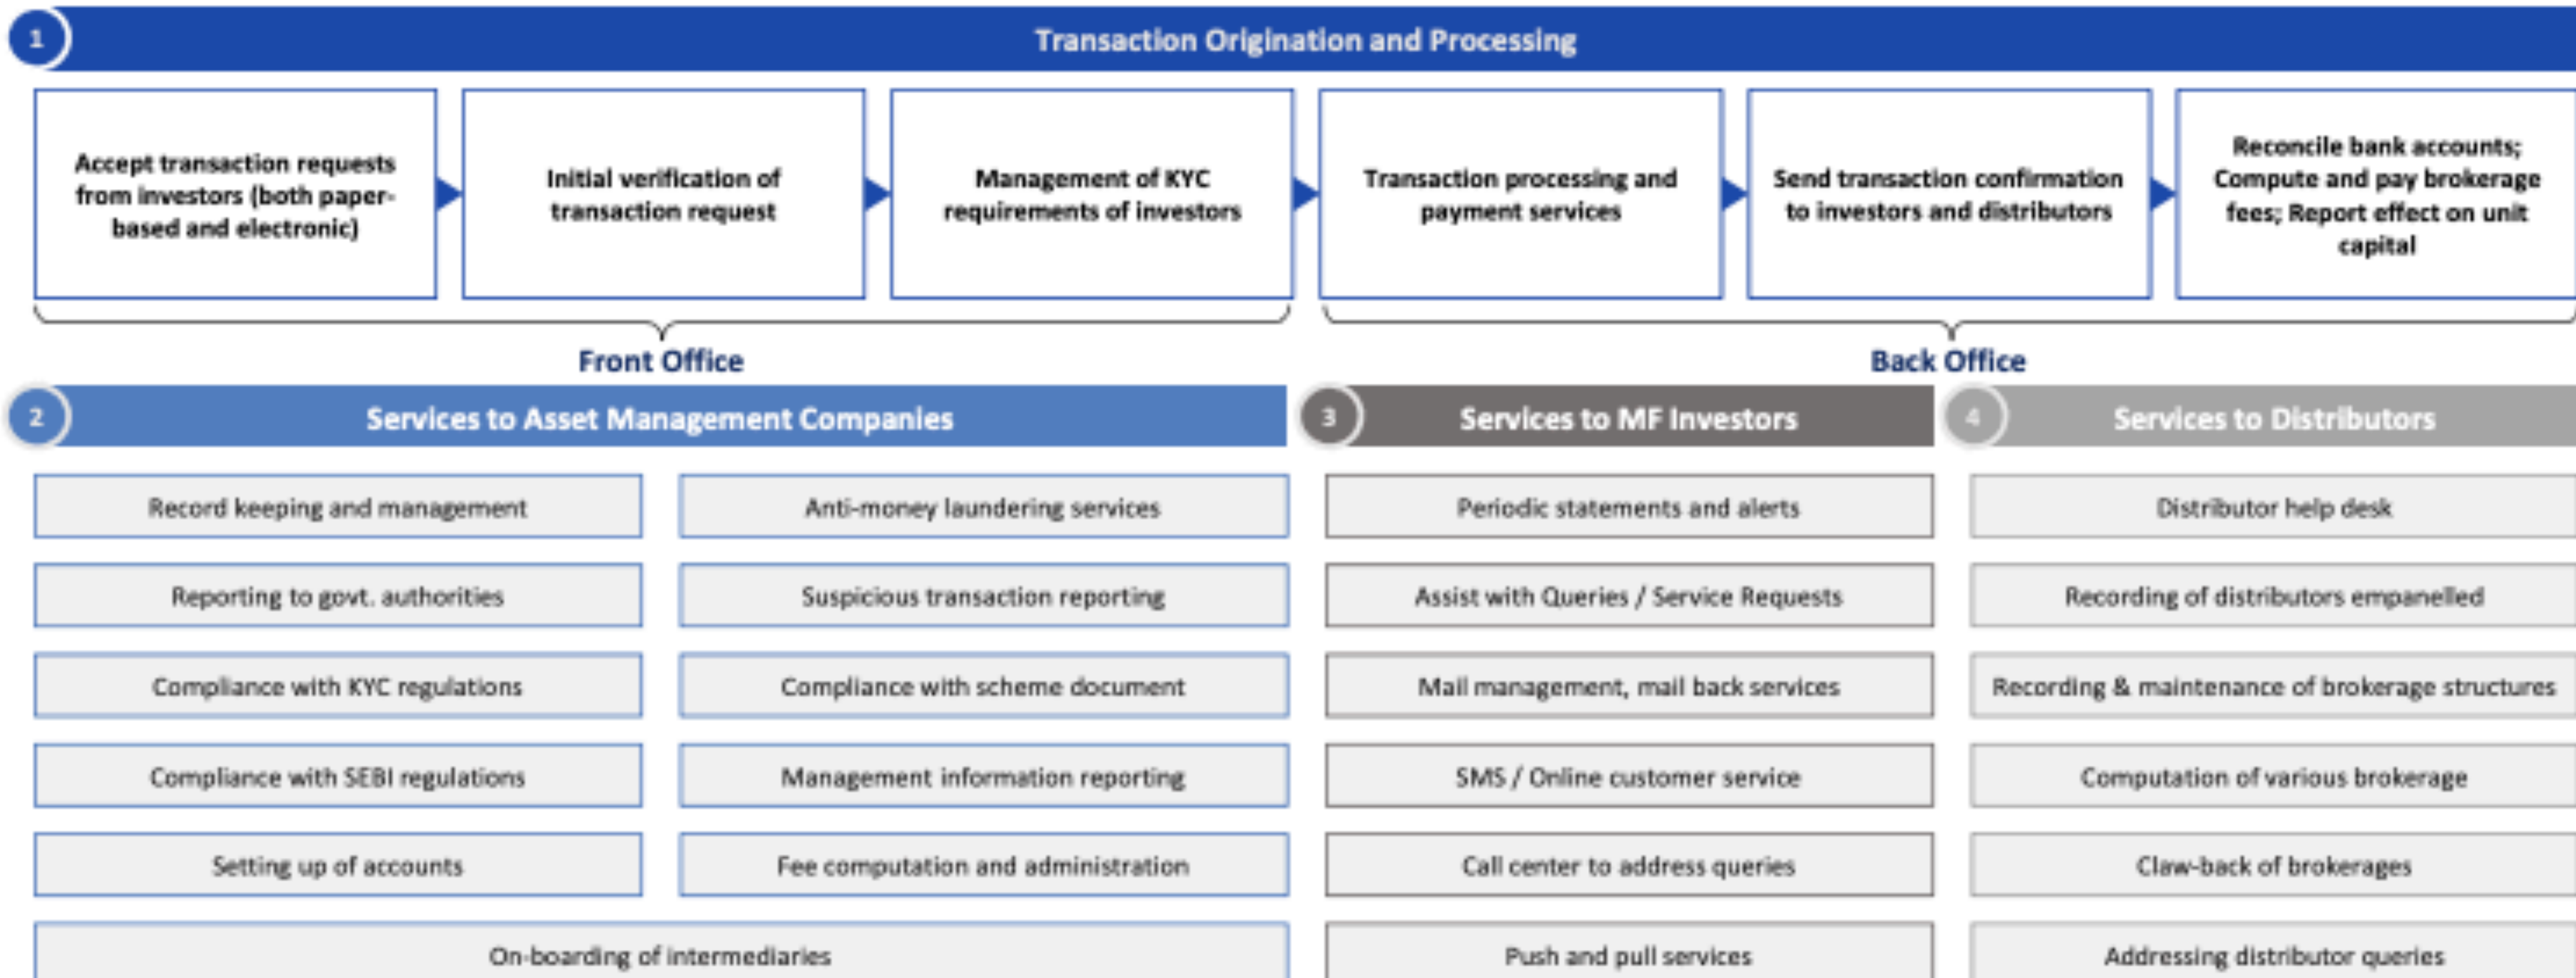 1
Transaction Origination and Processing
Accept transaction requests
from investors (both paper-
based and electronic)
Initial verification of
transaction request
Management of KYC
requirements of investors
Transaction processing and
payment services
Send transaction confirmation
to investors and distributors
Reconcile bank accounts;
Compute and pay brokerage
fees; Report effect on unit
capital
Front Office
Back Office
2
Services to Asset Management Companies
Record keeping and management
Anti-money laundering services
Reporting to govt. authorities
Suspicious transaction reporting
Compliance with KYC regulations
Compliance with scheme document
Compliance with SEBI regulations
Management information reporting
Setting up of accounts
Fee computation and administration
On-boarding of intermediaries
3
Services to MF Investors
Periodic statements and alerts
Assist with Queries / Service Requests
Mail management, mail back services
SMS / Online customer service
Call center to address queries
Push and pull services
4
Services to Distributors
Distributor help desk
Recording of distributors empanelled
Recording & maintenance of brokerage structures
Computation of various brokerage
Claw-back of brokerages
Addressing distributor queries